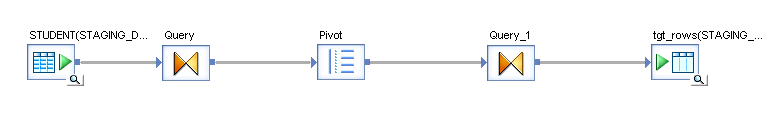 STUDENT(STAGING_D...
Query
Pivot
Query_1
tgt_rows(STAGING_...